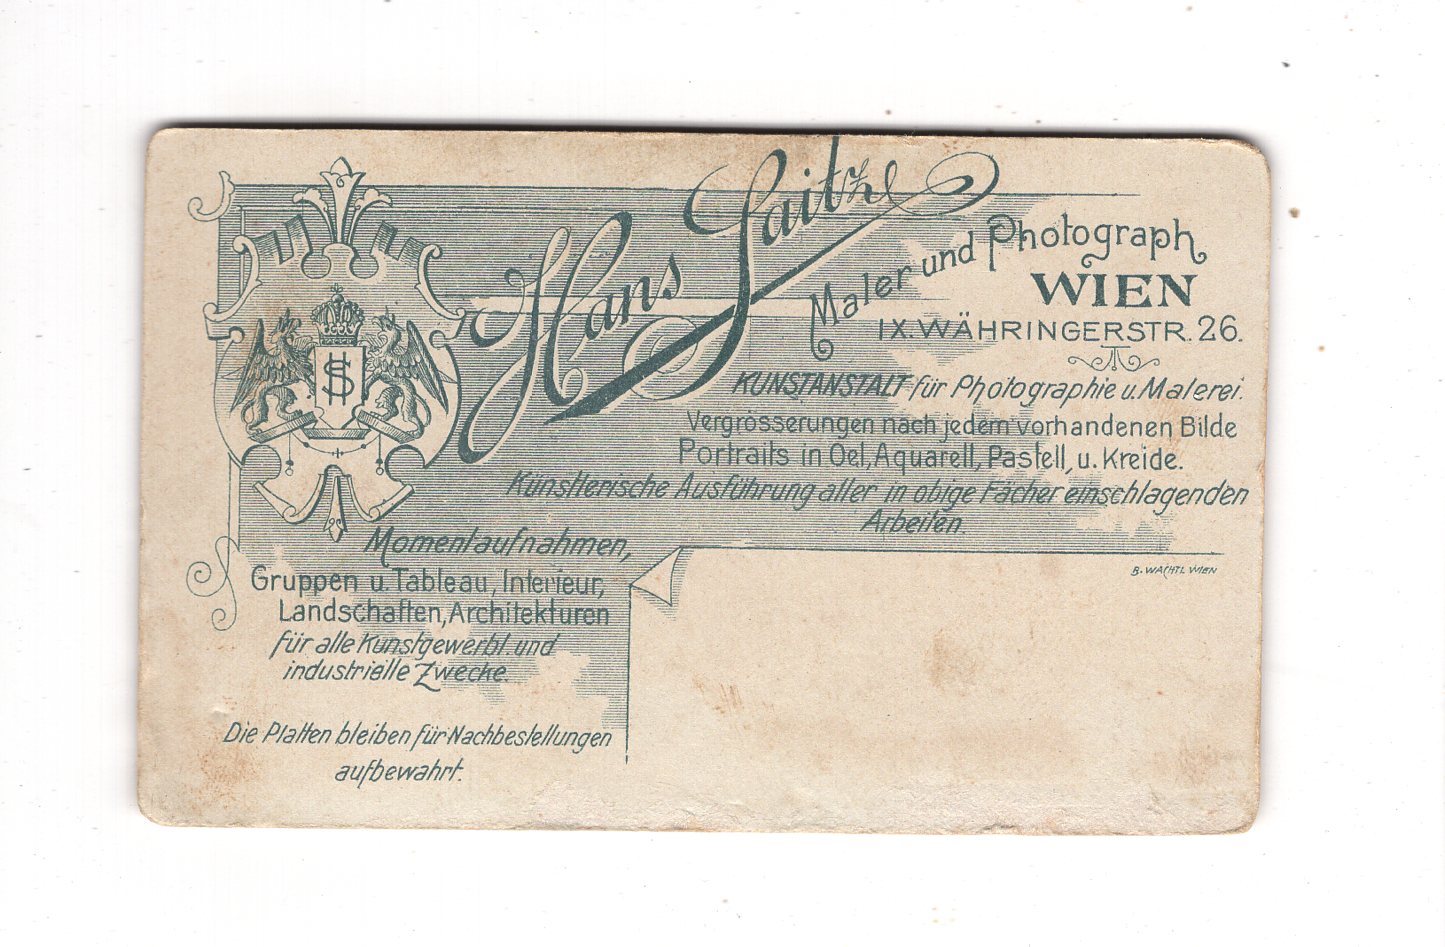 Hans Saitzl
Maler und Photograph
WIEN
IX. WÄHRINGERSTR. 26.
HS
KUNSTANSTALT für Photographie u. Malerei.
Vergrösserungen nach jedem vorhandenen Bilde
Portraits in Oel, Aquarell, Pastell, u. Kreide.
Künstlerische Ausführung aller in obige Fächer einschlagenden
Arbeiten.
Momentaufnahmen,
Gruppen u. Tableau, Interieur,
Landschaften, Architekturen
für alle Kunstgewerbl. und
industrielle Zwecke.
B. WACHTL WIEN
Die Platten bleiben für Nachbestellungen
aufbewahrt.